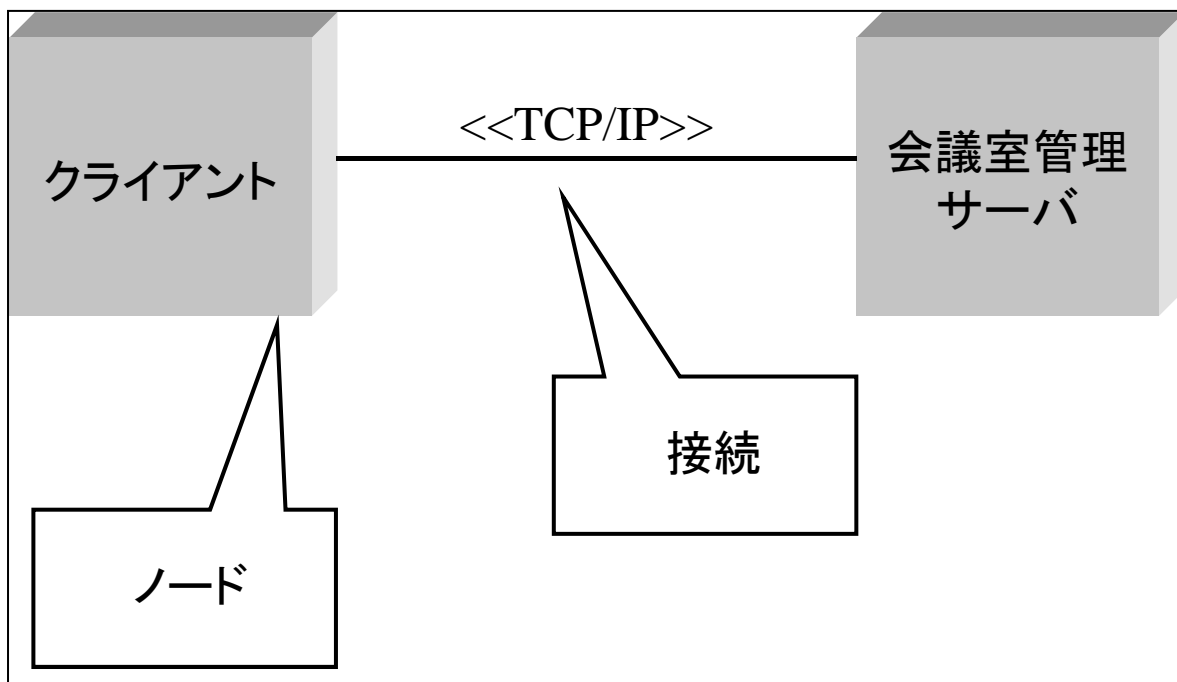 クライアント
<<TCP/IP>>
会議室管理
サーバ
接続
ノード